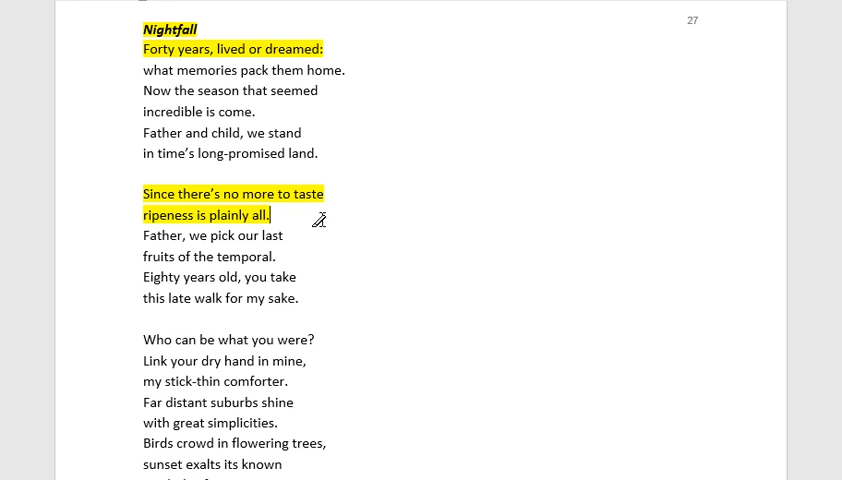 27
Nightfall
Forty years, lived or dreamed:
what memories pack them home.
Now the season that seemed
incredible is come.
Father and child, we stand
in time’s long-promised land.
Since there’s no more to taste
ripeness is plainly all.
Father, we pick our last
fruits of the temporal.
Eighty years old, you take
this late walk for my sake.
Who can be what you were?
Link your dry hand in mine,
my stick-thin comforter.
Far distant suburbs shine
with great simplicities.
Birds crowd in flowering trees,
sunset exalts its known